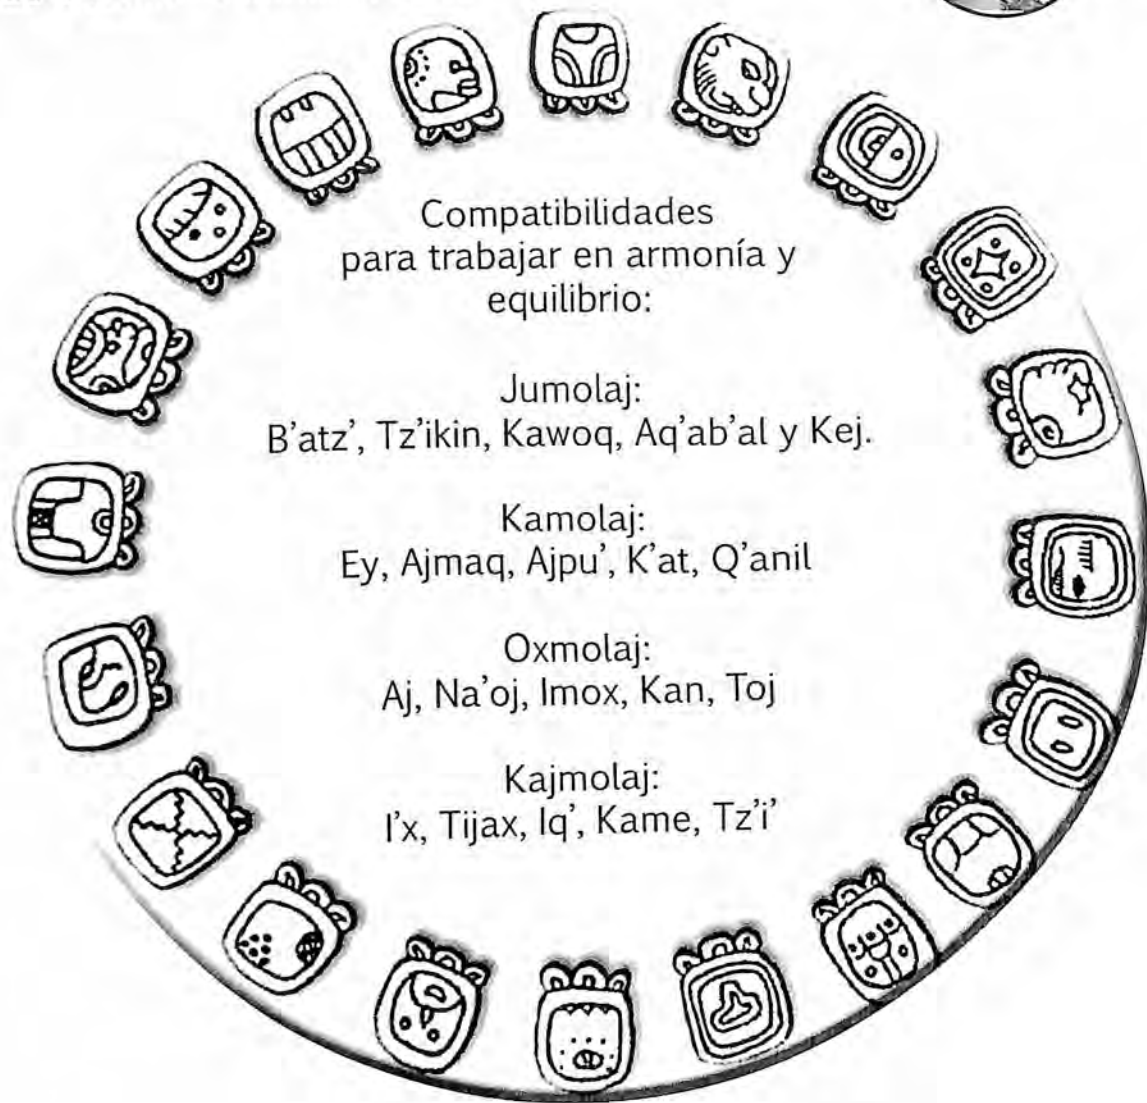 Compatibilidades
para trabajar en armonía y
equilibrio:
Jumolaj:
B'atz', Tz'ikin, Kawoq, Aq'ab'al y Kej.
Kamolaj:
Ey, Ajmaq, Ajpu', K'at, Q'anil
Oxmolaj:
Aj, Na'oj, Imox, Kan, Toj
Kajmolaj:
I'x, Tijax, Iq', Kame, Tz'i'